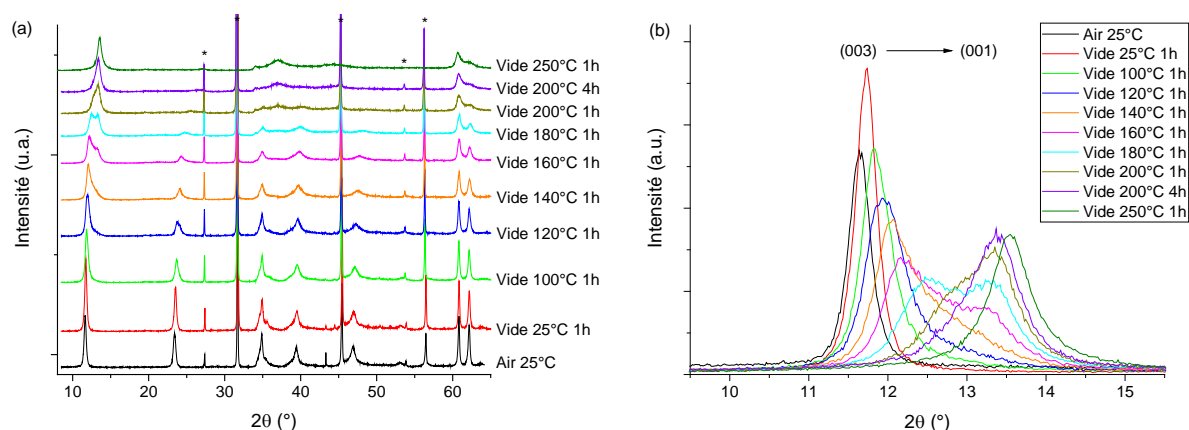 (a)
Intensité (u.a.)
* * * * *
Vide 250°C 1h
Vide 200°C 4h
Vide 200°C 1h
Vide 180°C 1h
Vide 160°C 1h
Vide 140°C 1h
Vide 120°C 1h
Vide 100°C 1h
Vide 25°C 1h
Air 25°C
10 20 30 40 50 60
2θ (°)
(b)
Intensité (a.u.)
(003) (001)
Air 25°C
Vide 25°C 1h
Vide 100°C 1h
Vide 120°C 1h
Vide 140°C 1h
Vide 160°C 1h
Vide 180°C 1h
Vide 200°C 1h
Vide 200°C 4h
Vide 250°C 1h
10 11 12 13 14 15
2θ (°)